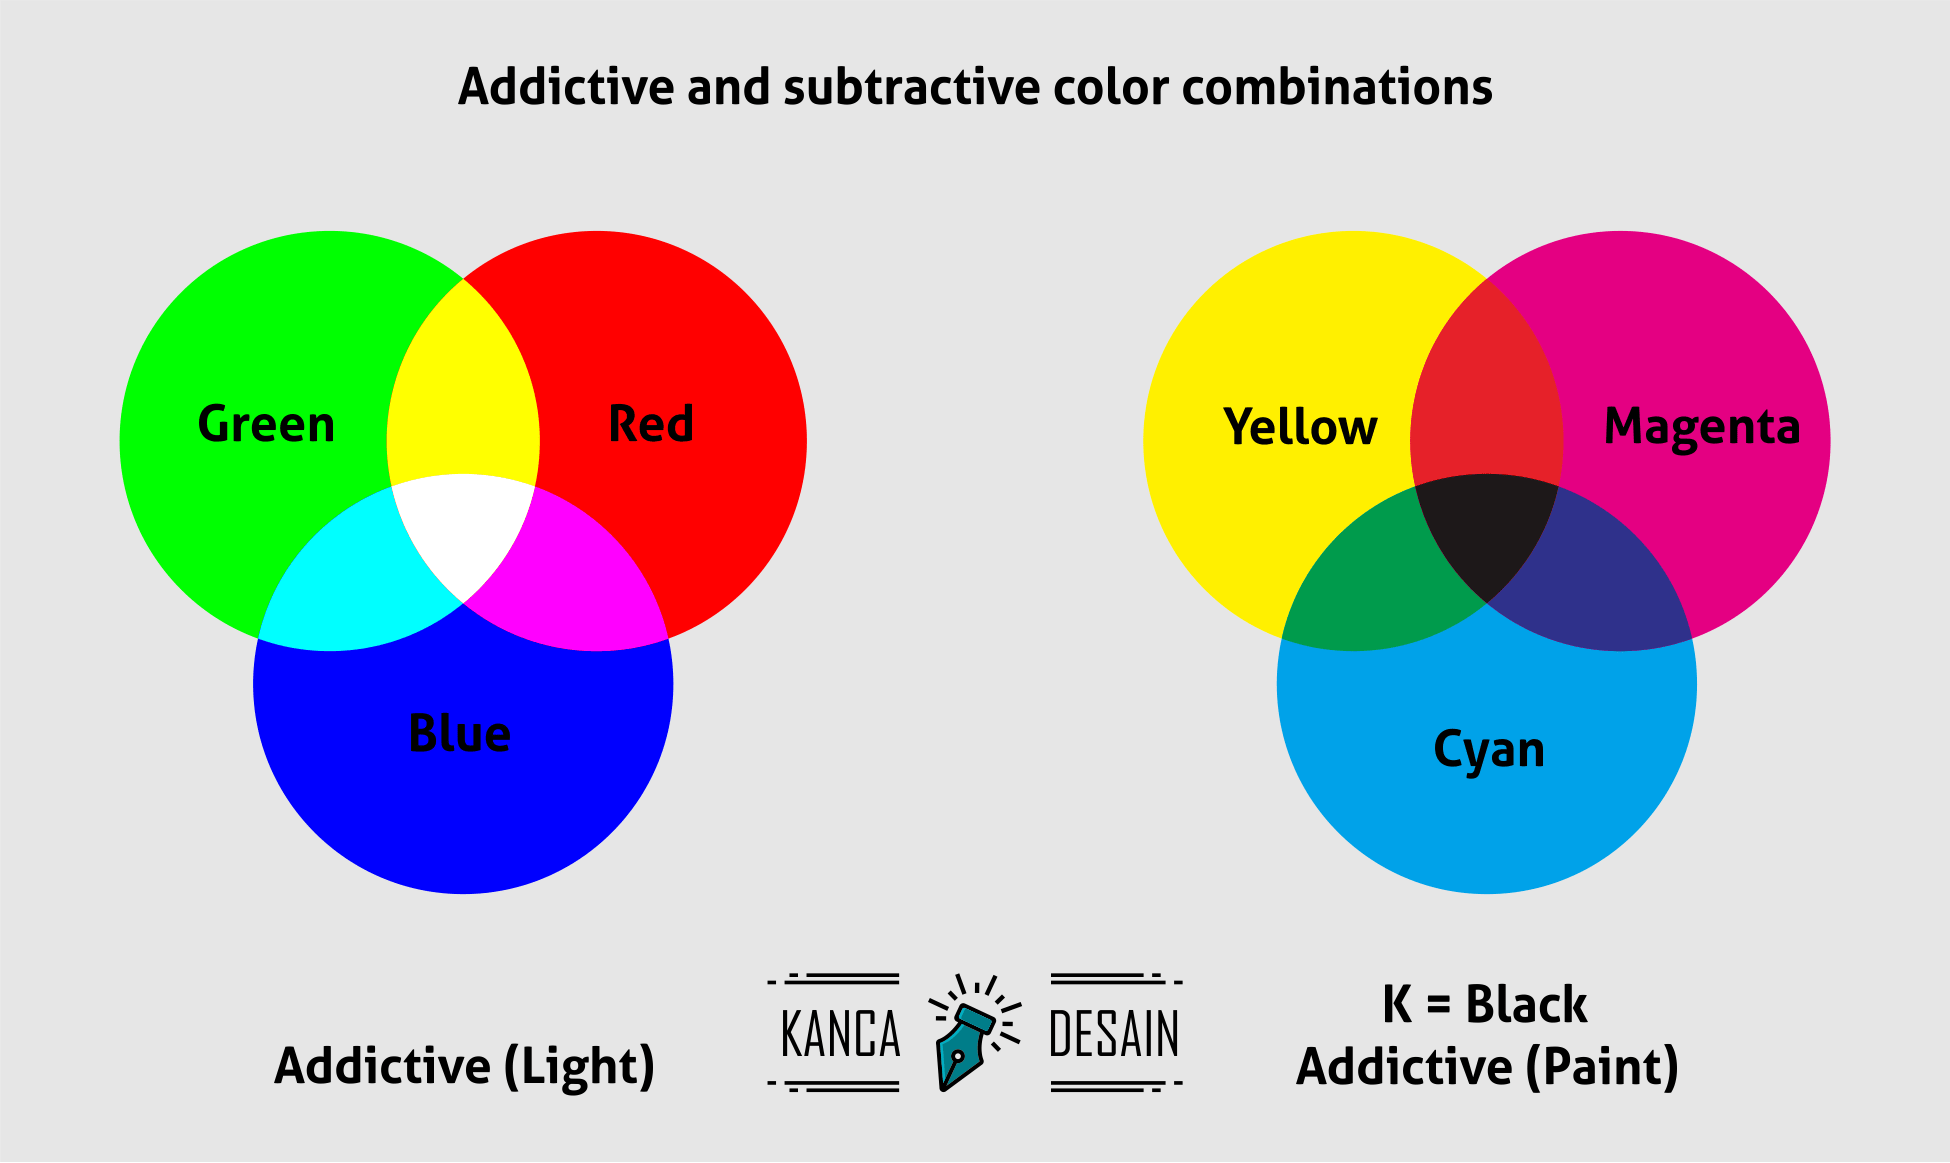 Addictive and subtractive color combinations
Green
Red
Blue
Yellow
Magenta
Cyan
Addictive (Light)
KANCA DESAIN
K = Black
Addictive (Paint)